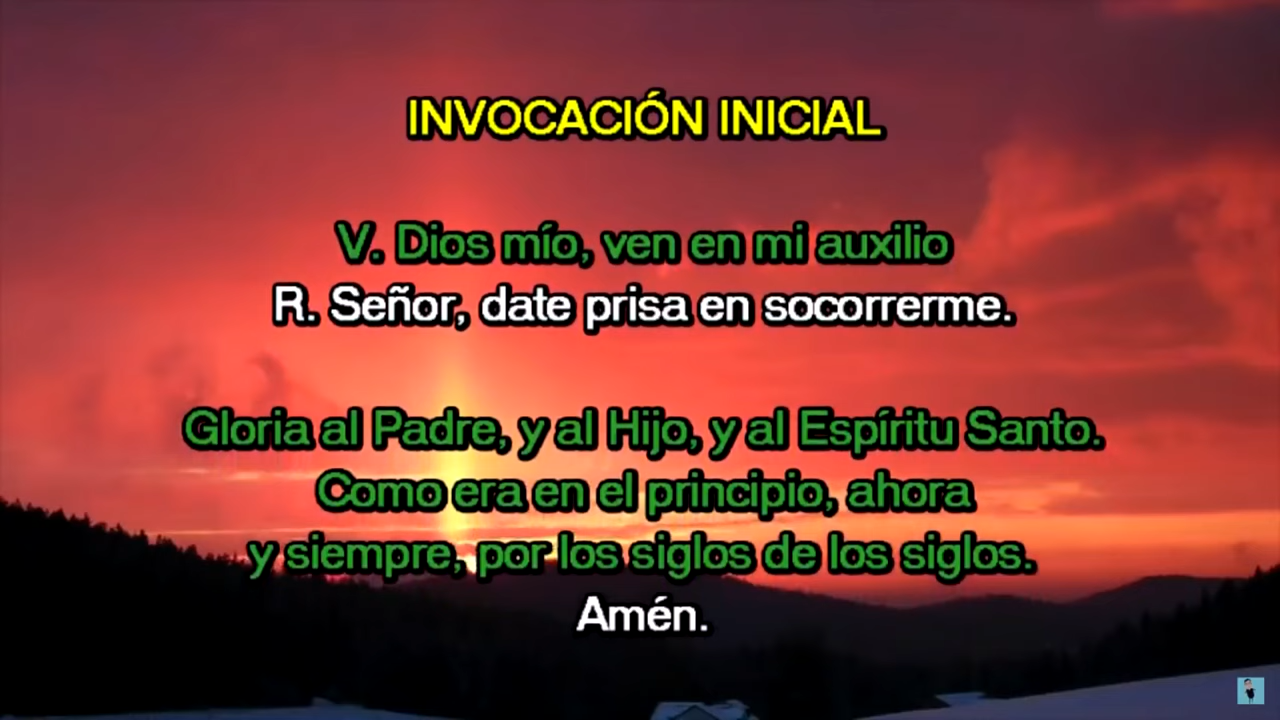 INVOCACIÓN INICIAL
V. Dios mío, ven en mi auxilio
R. Señor, date prisa en socorrerme.
Gloria al Padre, y al Hijo, y al Espíritu Santo.
Como era en el principio, ahora
y siempre, por los siglos de los siglos.
Amén.